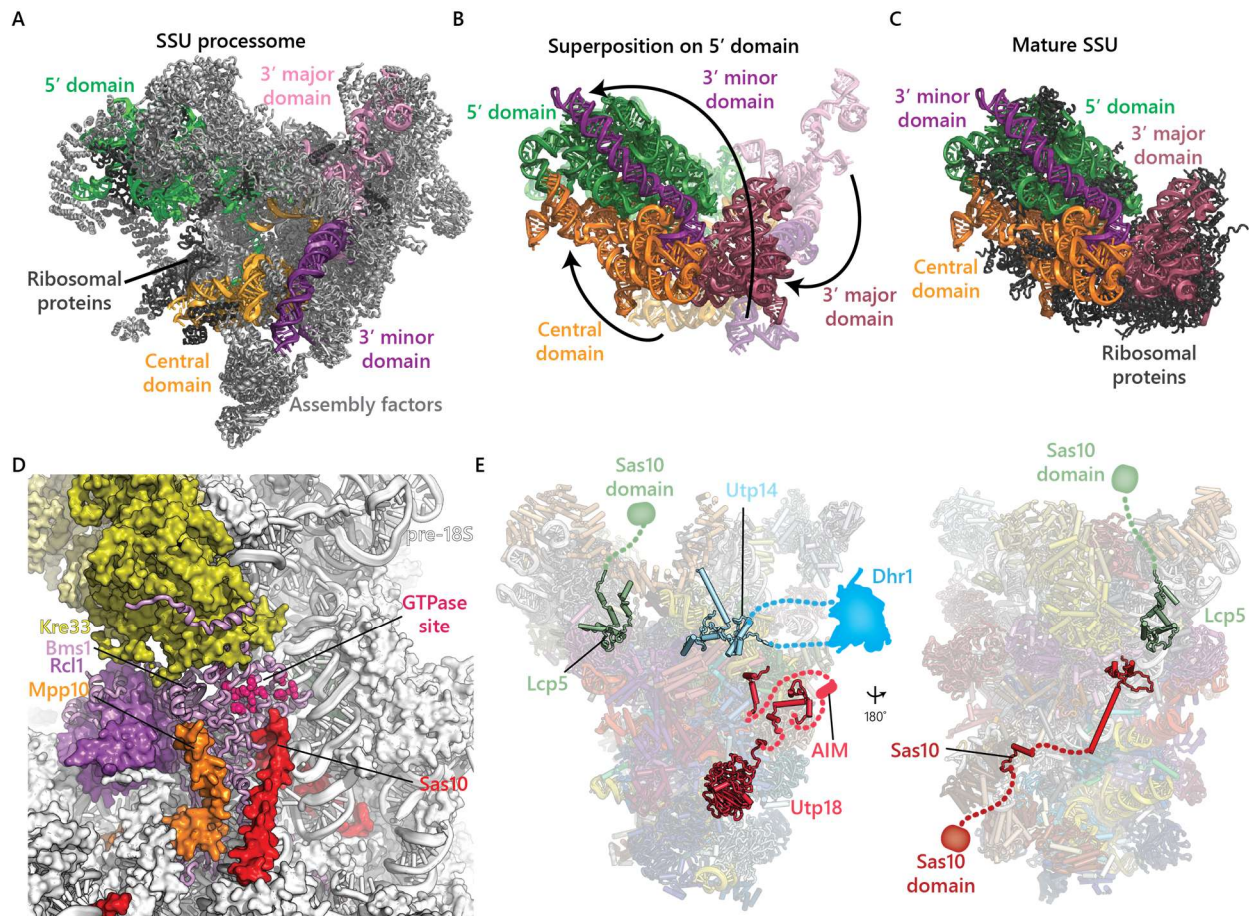 A
SSU processome
5′ domain
3′ major
domain
Ribosomal
proteins
Central
domain
3′ minor
domain
Assembly factors
B
Superposition on 5′ domain
3′ minor
domain
5′ domain
Central
domain
3′ major
domain
C
Mature SSU
3′ minor
domain
5′ domain
3′ major
domain
Central
domain
Ribosomal
proteins
D
pre-18S
GTPase
site
Kre33
Bms1
Rcl1
Mpp10
Sas10
E
Sas10
domain
Utp14
Dhr1
Lcp5
AIM
Utp18
180°
Sas10
domain
Lcp5
Sas10
Sas10
domain